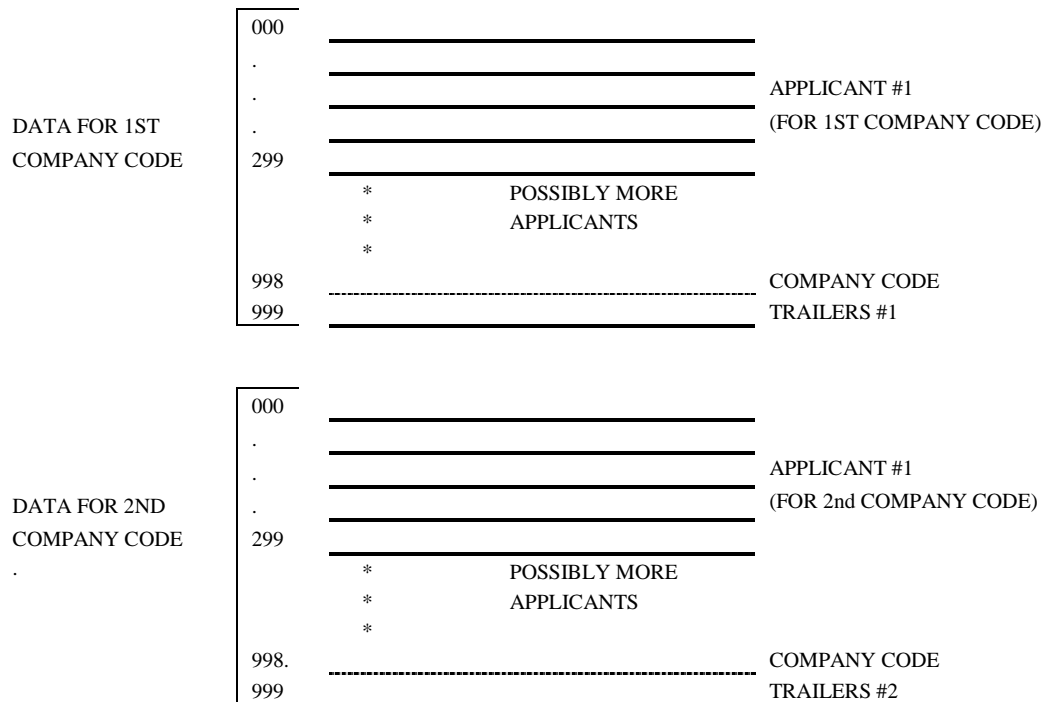 000
.
. APPLICANT #1
DATA FOR 1ST . (FOR 1ST COMPANY CODE)
COMPANY CODE 299
* POSSIBLY MORE
* APPLICANTS
*
998 COMPANY CODE
999 TRAILERS #1
000
.
. APPLICANT #1
DATA FOR 2ND . (FOR 2nd COMPANY CODE)
COMPANY CODE 299
. * POSSIBLY MORE
* APPLICANTS
*
998. COMPANY CODE
999 TRAILERS #2